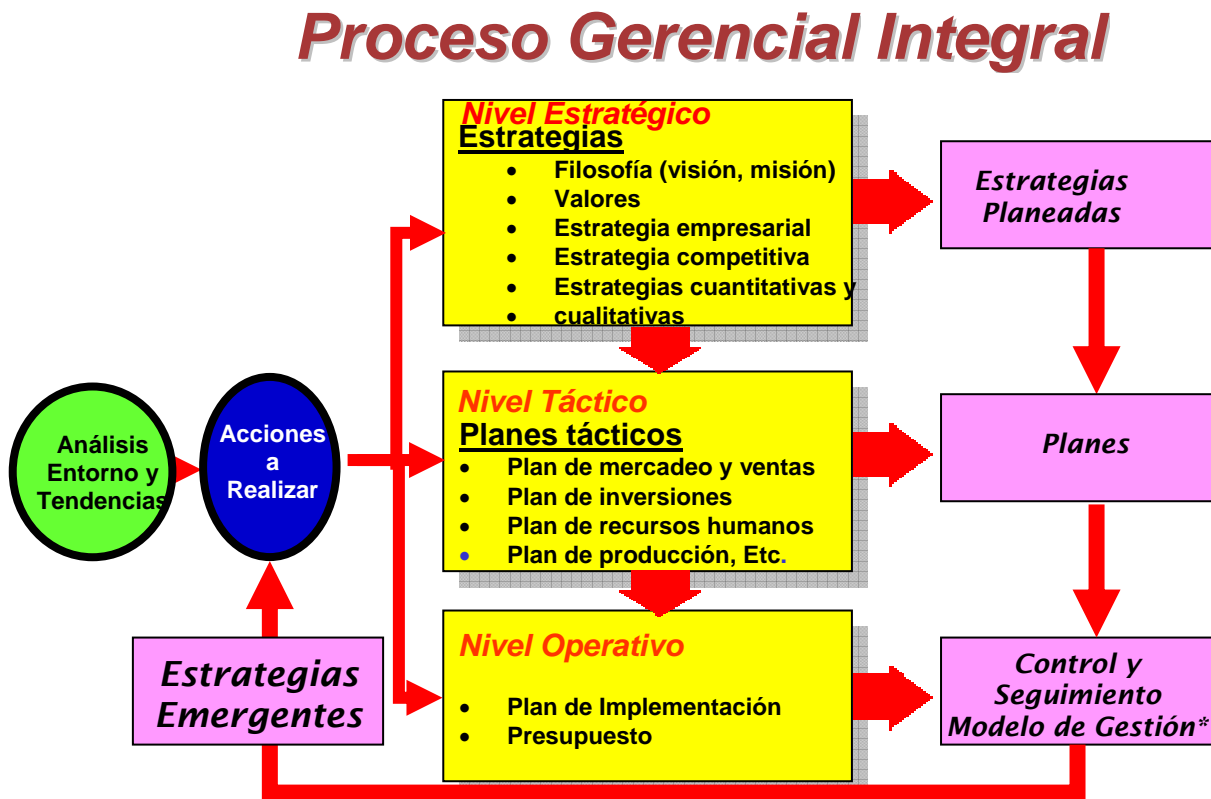 Proceso Gerencial Integral
Nivel Estratégico
Estrategias
• Filosofía (visión, misión)
• Valores
• Estrategia empresarial
• Estrategia competitiva
• Estrategias cuantitativas y
• cualitativas
Estrategias
Planeadas
Análisis
Entorno y
Tendencias
Acciones
a
Realizar
Nivel Táctico
Planes tácticos
• Plan de mercadeo y ventas
• Plan de inversiones
• Plan de recursos humanos
• Plan de producción, Etc.
Planes
Estrategias
Emergentes
Nivel Operativo
• Plan de Implementación
• Presupuesto
Control y
Seguimiento
Modelo de Gestión*